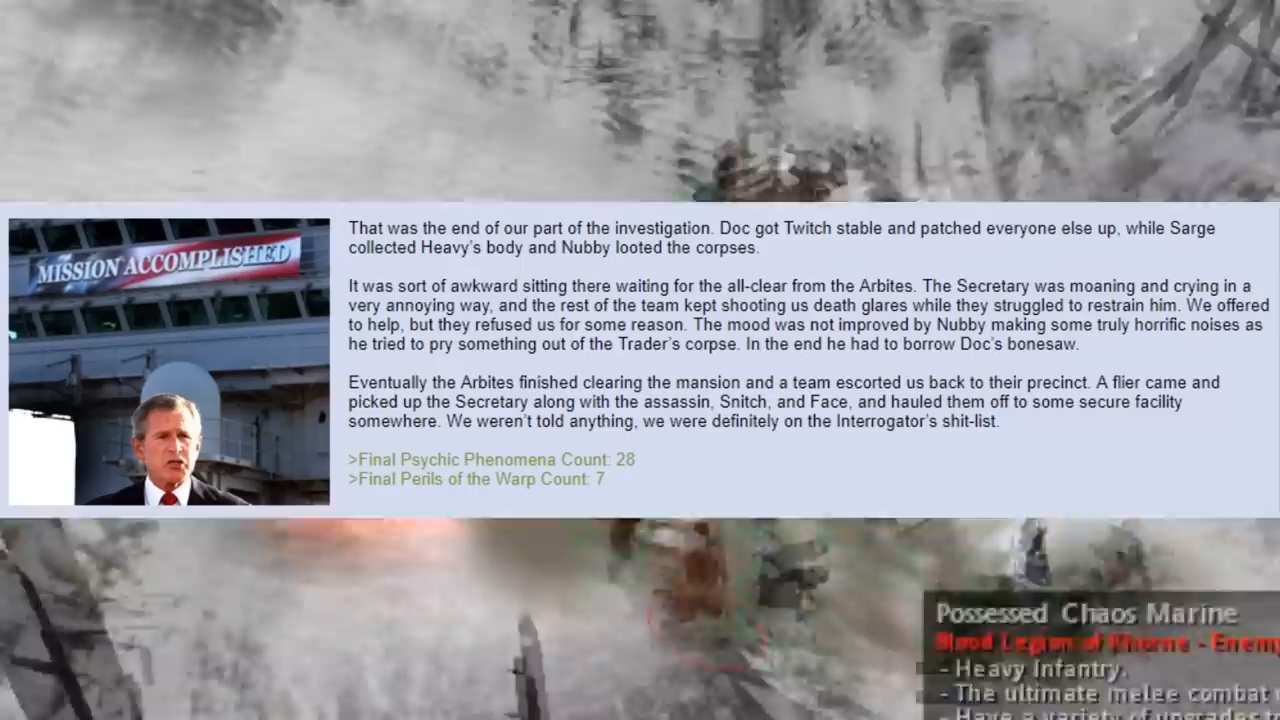 MISSION ACCOMPLISHED
That was the end of our part of the investigation. Doc got Twitch stable and patched everyone else up, while Sarge
collected Heavy's body and Nubby looted the corpses.
It was sort of awkward sitting there waiting for the all-clear from the Arbites. The Secretary was moaning and crying in a
very annoying way, and the rest of the team kept shooting us death glares while they struggled to restrain him. We offered
to help, but they refused us for some reason. The mood was not improved by Nubby making some truly horrific noises as
he tried to pry something out of the Trader's corpse. In the end he had to borrow Doc's bonesaw.
Eventually the Arbites finished clearing the mansion and a team escorted us back to their precinct. A flier came and
picked up the Secretary along with the assassin, Snitch, and Face, and hauled them off to some secure facility
somewhere. We weren't told anything, we were definitely on the Interrogator's shit-list.
>Final Psychic Phenomena Count: 28
>Final Perils of the Warp Count: 7
Possessed Chaos Marine
Blood Legion of Khorne - Enemy
- Heavy Infantry.
- The ultimate melee combat
- Have a variety of upgrades